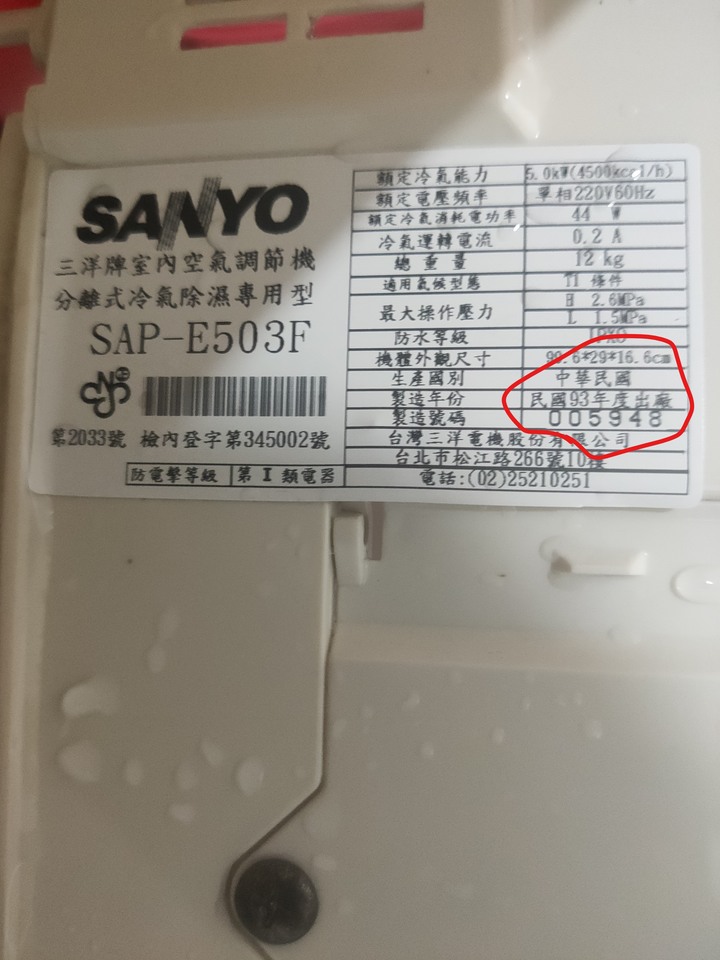 SANYO
三洋牌室內空氣調節機
分離式冷氣除濕專用型
SAP-E503F
第2033號 檢內登字第345002號
防電擊等級 第 I 類電器
額定冷氣能力 5.0kW(4500kcal/h)
額定電壓頻率 單相220V60Hz
額定冷氣消耗電功率 44 W
冷氣運轉電流 0.2 A
總重量 12 kg
適用氣候型態 T1 條件
最大操作壓力 H 2.6MPa
L 1.5MPa
防水等級 IPX0
機體外觀尺寸 99.6*29*16.6cm
生產國別 中華民國
製造年份 民國93年度出廠
製造號碼 005948
台灣三洋電機股份有限公司
台北市松江路266號10樓
電話:(02)25210251